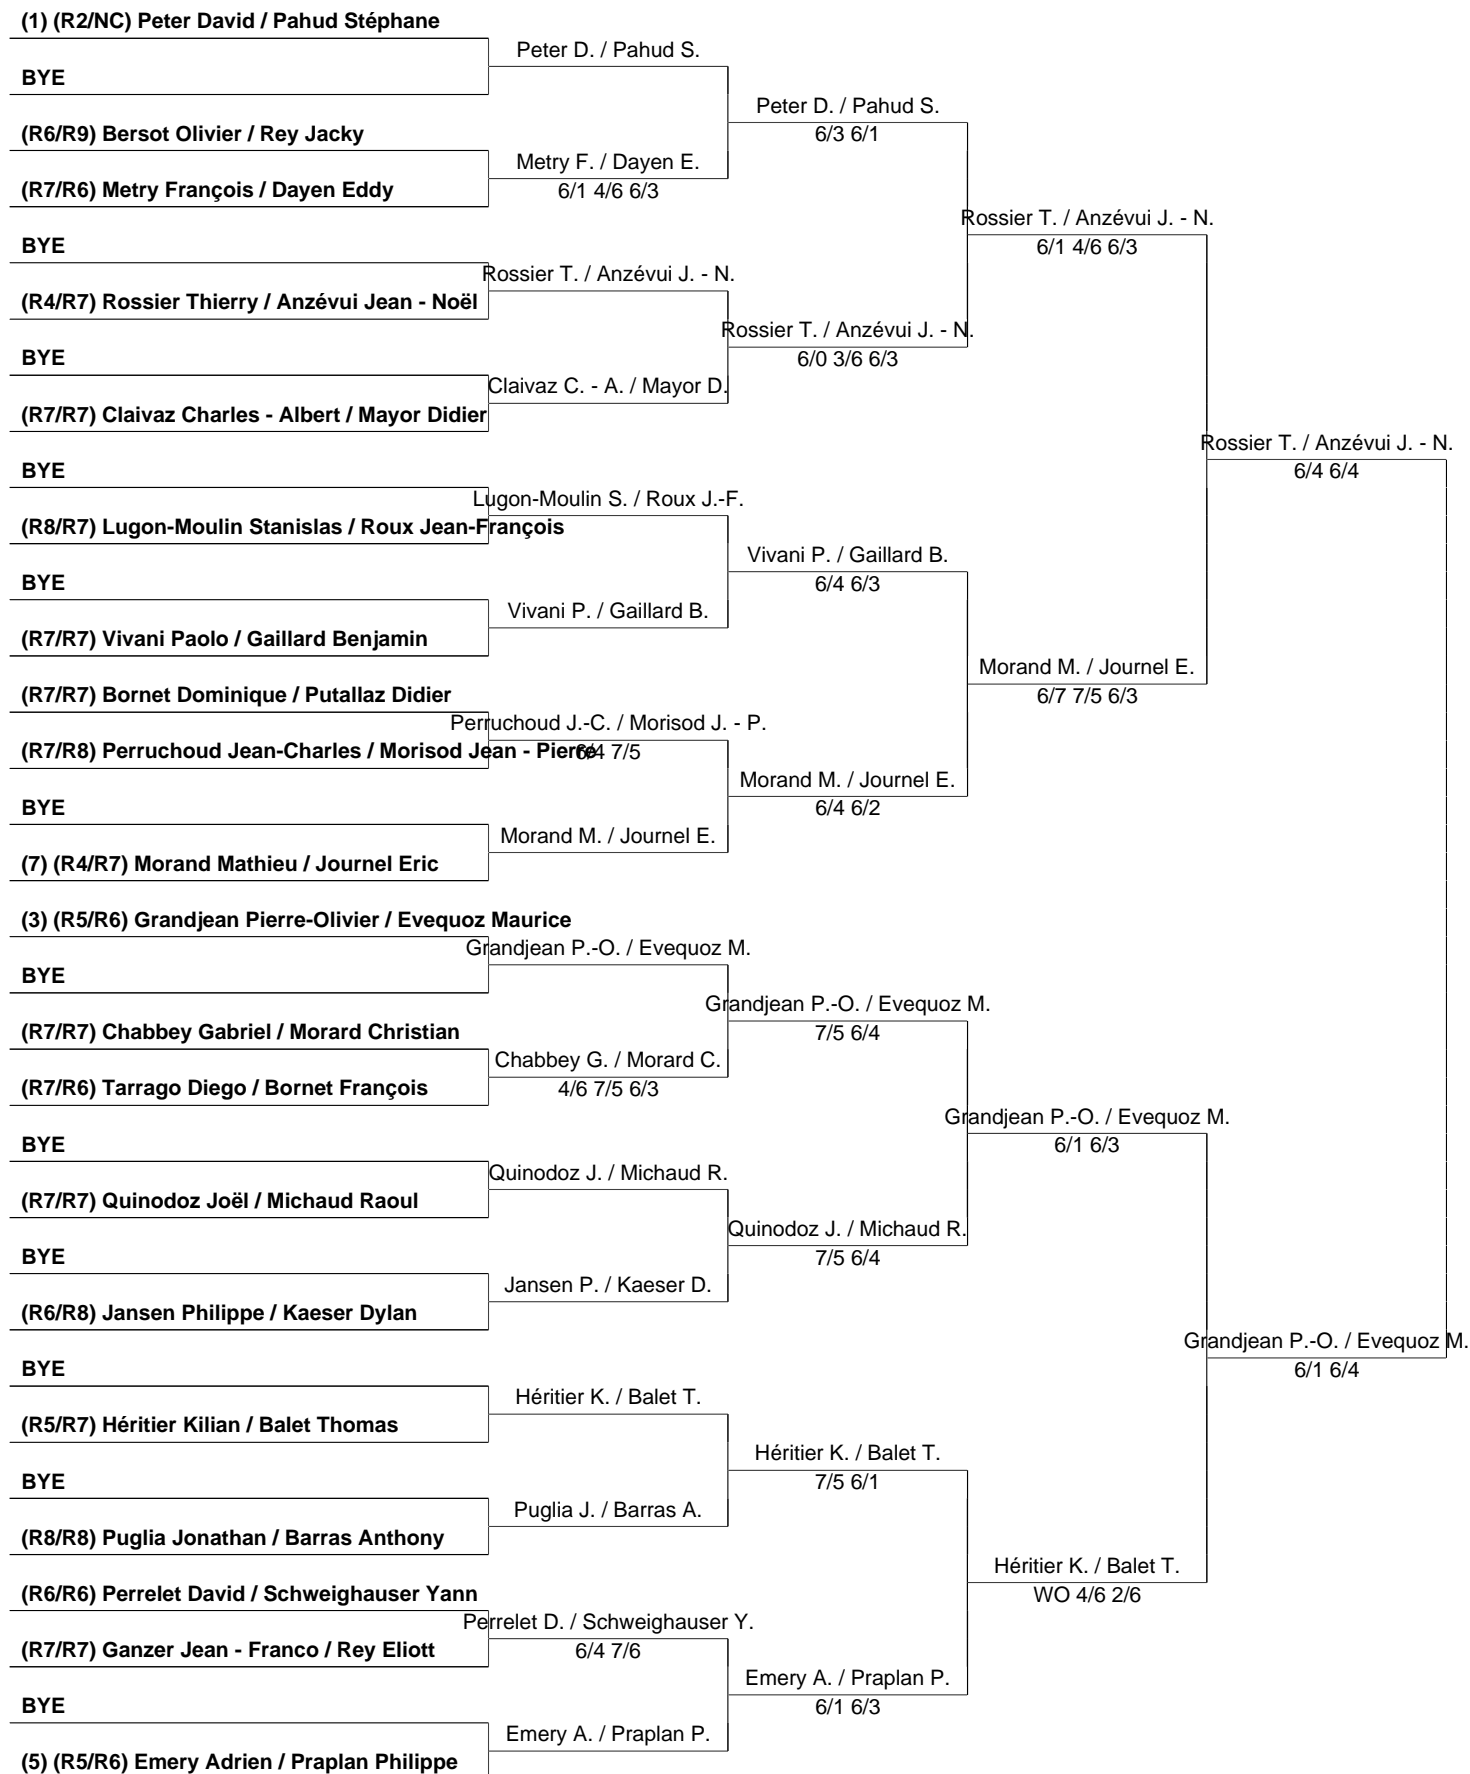 (1) (R2/NC) Peter David / Pahud Stéphane
Peter D. / Pahud S.
BYE
Peter D. / Pahud S.
6/3 6/1
(R6/R9) Bersot Olivier / Rey Jacky
Metry F. / Dayen E.
6/1 4/6 6/3
(R7/R6) Metry François / Dayen Eddy
Rossier T. / Anzévui J. - N.
6/1 4/6 6/3
BYE
Rossier T. / Anzévui J. - N.
(R4/R7) Rossier Thierry / Anzévui Jean - Noël
Rossier T. / Anzévui J. - N.
6/0 3/6 6/3
BYE
Claivaz C. - A. / Mayor D.
(R7/R7) Claivaz Charles - Albert / Mayor Didier
Rossier T. / Anzévui J. - N.
6/4 6/4
BYE
Lugon-Moulin S. / Roux J.-F.
(R8/R7) Lugon-Moulin Stanislas / Roux Jean-François
Vivani P. / Gaillard B.
6/4 6/3
BYE
Vivani P. / Gaillard B.
(R7/R7) Vivani Paolo / Gaillard Benjamin
Morand M. / Journel E.
6/7 7/5 6/3
(R7/R7) Bornet Dominique / Putallaz Didier
Perruchoud J.-C. / Morisod J. - P.
(R7/R8) Perruchoud Jean-Charles / Morisod Jean - Pierre
6/4 7/5
Morand M. / Journel E.
6/4 6/2
BYE
Morand M. / Journel E.
(7) (R4/R7) Morand Mathieu / Journel Eric
(3) (R5/R6) Grandjean Pierre-Olivier / Evequoz Maurice
Grandjean P.-O. / Evequoz M.
BYE
Grandjean P.-O. / Evequoz M.
7/5 6/4
(R7/R7) Chabbey Gabriel / Morard Christian
Chabbey G. / Morard C.
4/6 7/5 6/3
(R7/R6) Tarrago Diego / Bornet François
Grandjean P.-O. / Evequoz M.
6/1 6/3
BYE
Quinodoz J. / Michaud R.
(R7/R7) Quinodoz Joël / Michaud Raoul
Quinodoz J. / Michaud R.
7/5 6/4
BYE
Jansen P. / Kaeser D.
(R6/R8) Jansen Philippe / Kaeser Dylan
Grandjean P.-O. / Evequoz M.
6/1 6/4
BYE
Héritier K. / Balet T.
(R5/R7) Héritier Kilian / Balet Thomas
Héritier K. / Balet T.
7/5 6/1
BYE
Puglia J. / Barras A.
(R8/R8) Puglia Jonathan / Barras Anthony
Héritier K. / Balet T.
WO 4/6 2/6
(R6/R6) Perrelet David / Schweighauser Yann
Perrelet D. / Schweighauser Y.
6/4 7/6
(R7/R7) Ganzer Jean - Franco / Rey Eliott
Emery A. / Praplan P.
6/1 6/3
BYE
Emery A. / Praplan P.
(5) (R5/R6) Emery Adrien / Praplan Philippe